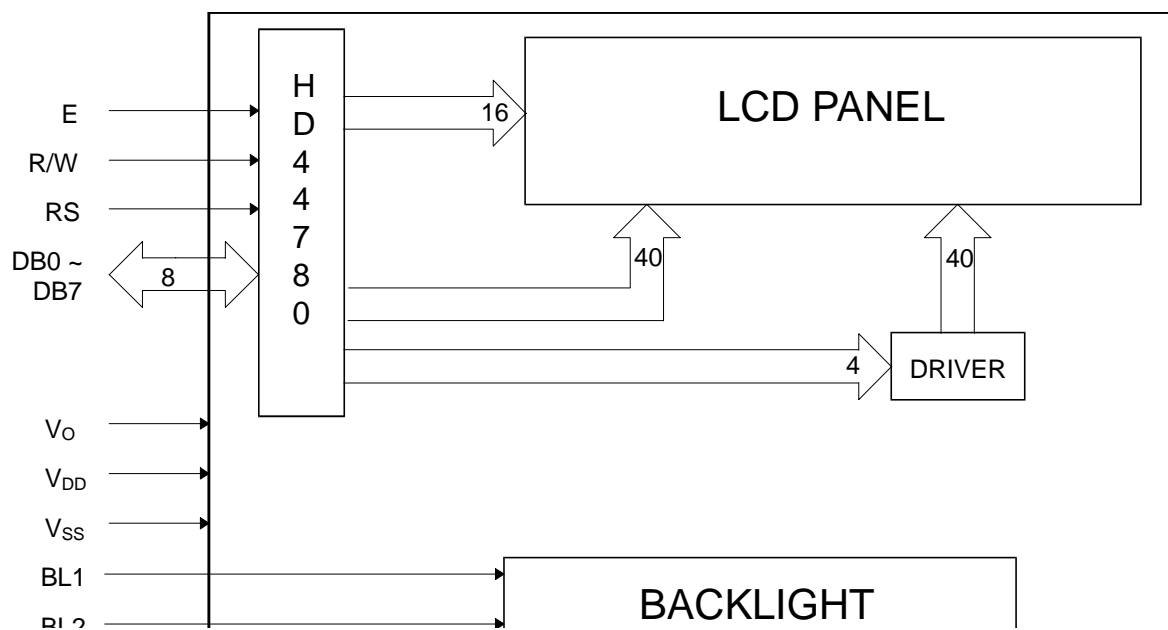 E
R/W
RS
DB0 ~
DB7
8
H
D
4
4
7
8
0
16
LCD PANEL
40
40
4
DRIVER
VO
VDD
VSS
BL1
BL2
BACKLIGHT